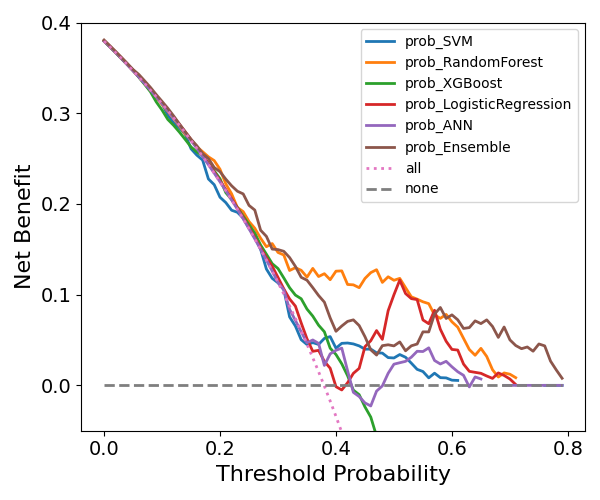 Net Benefit
0.4
0.3
0.2
0.1
0.0
prob_SVM
prob_RandomForest
prob_XGBoost
prob_LogisticRegression
prob_ANN
prob_Ensemble
all
none
0.0 0.2 0.4 0.6 0.8
Threshold Probability